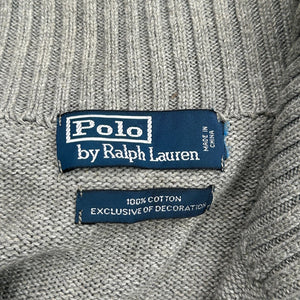 Polo
by Ralph Lauren
MADE IN
CHINA
100% COTTON
EXCLUSIVE OF DECORATION